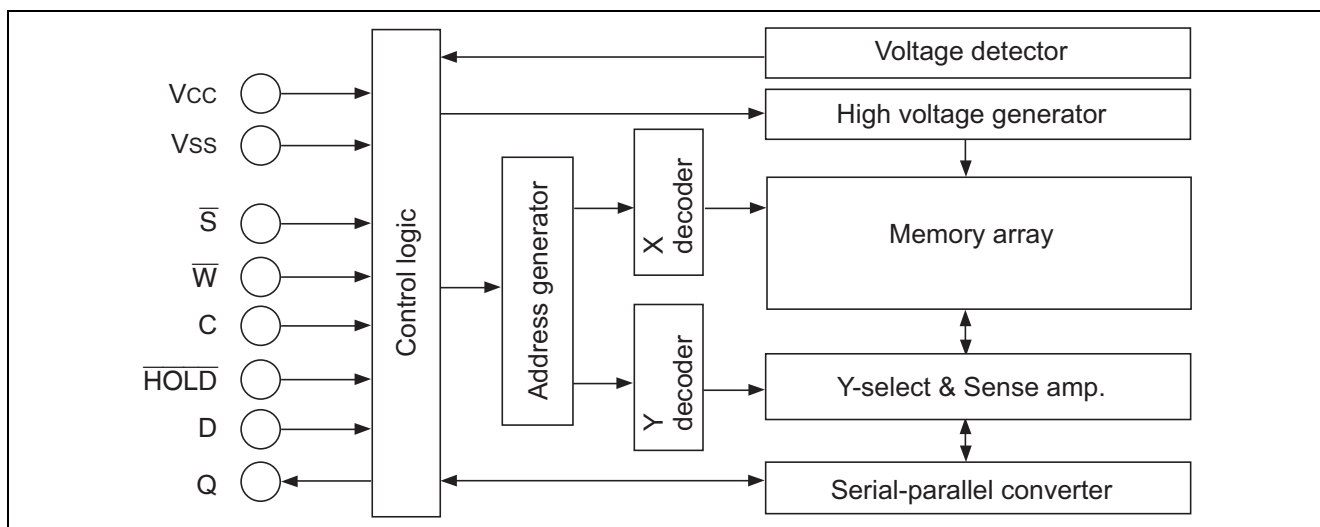 Voltage detector
VCC
High voltage generator
VSS
Control logic
Address generator
X
decoder
S̅
Memory array
W̅
C
Y
decoder
H̅O̅L̅D̅
Y-select & Sense amp.
D
Q
Serial-parallel converter